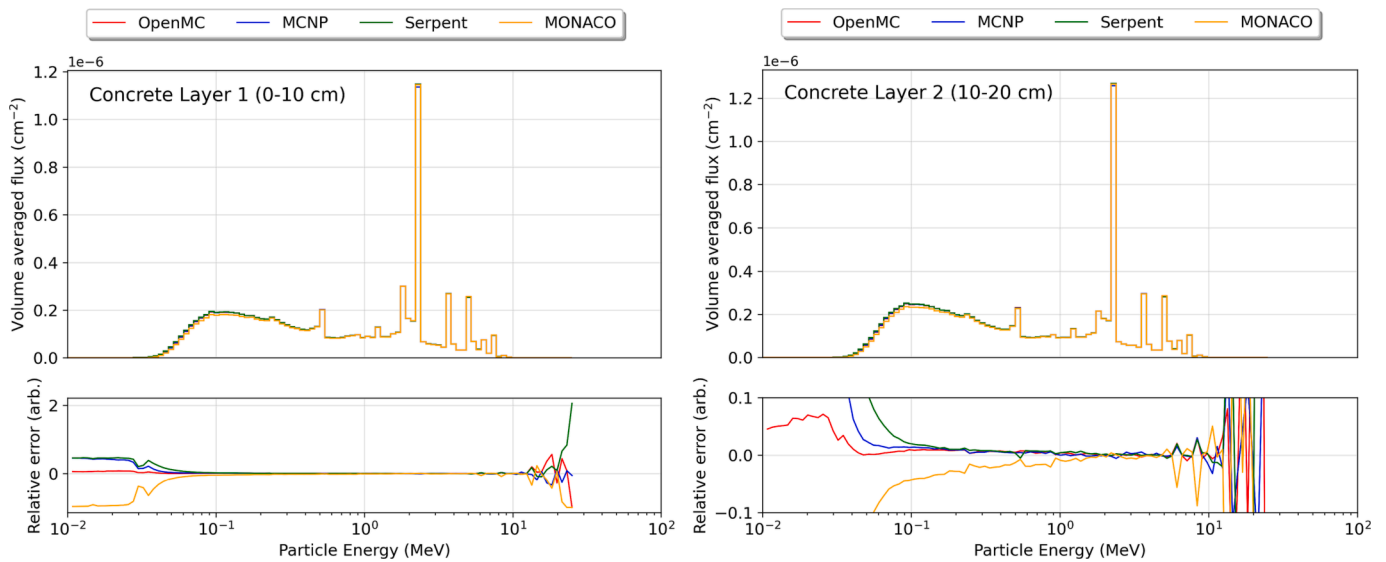 OpenMC MCNP Serpent MONACO
1e−6
Concrete Layer 1 (0-10 cm)
Volume averaged flux (cm⁻²)
1.2
1.0
0.8
0.6
0.4
0.2
0.0
Relative error (arb.)
2
0
10⁻² 10⁻¹ 10⁰ 10¹ 10²
Particle Energy (MeV)
OpenMC MCNP Serpent MONACO
1e−6
Concrete Layer 2 (10-20 cm)
Volume averaged flux (cm⁻²)
1.2
1.0
0.8
0.6
0.4
0.2
0.0
Relative error (arb.)
0.1
0.0
−0.1
10⁻² 10⁻¹ 10⁰ 10¹ 10²
Particle Energy (MeV)